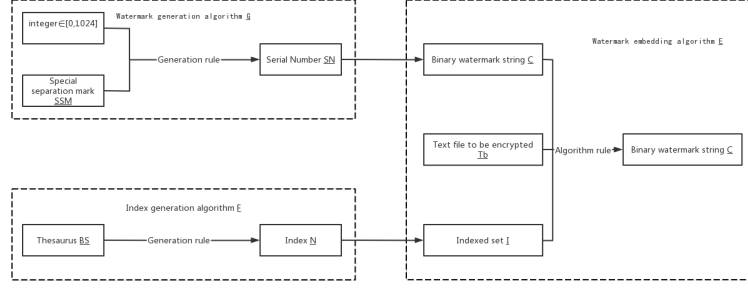 Watermark generation algorithm G
integer∈[0,1024]
Special
separation mark
SSM
Generation rule
Serial Number SN
Watermark embedding algorithm E
Binary watermark string C
Text file to be encrypted
Tb
Algorithm rule
Binary watermark string C
Indexed set I
Index generation algorithm F
Thesaurus BS
Generation rule
Index N